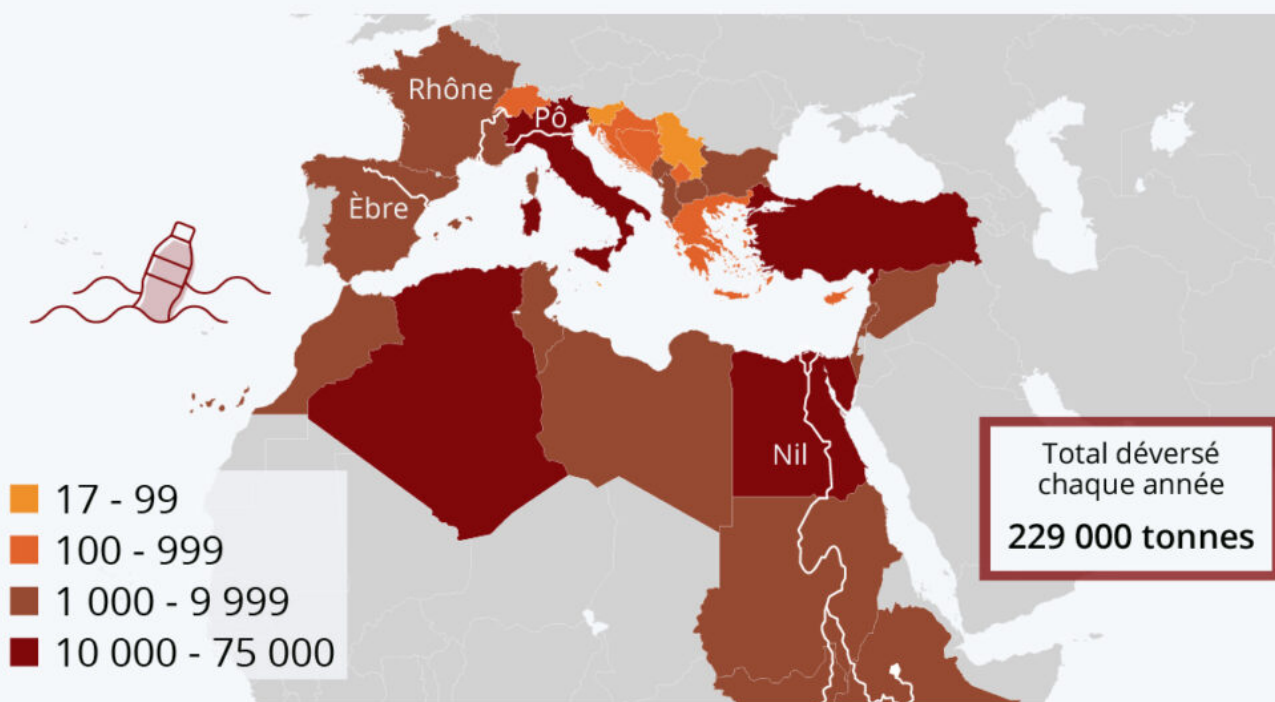 Rhône
Pô
Èbre
Nil
17 - 99
100 - 999
1 000 - 9 999
10 000 - 75 000
Total déversé
chaque année
229 000 tonnes